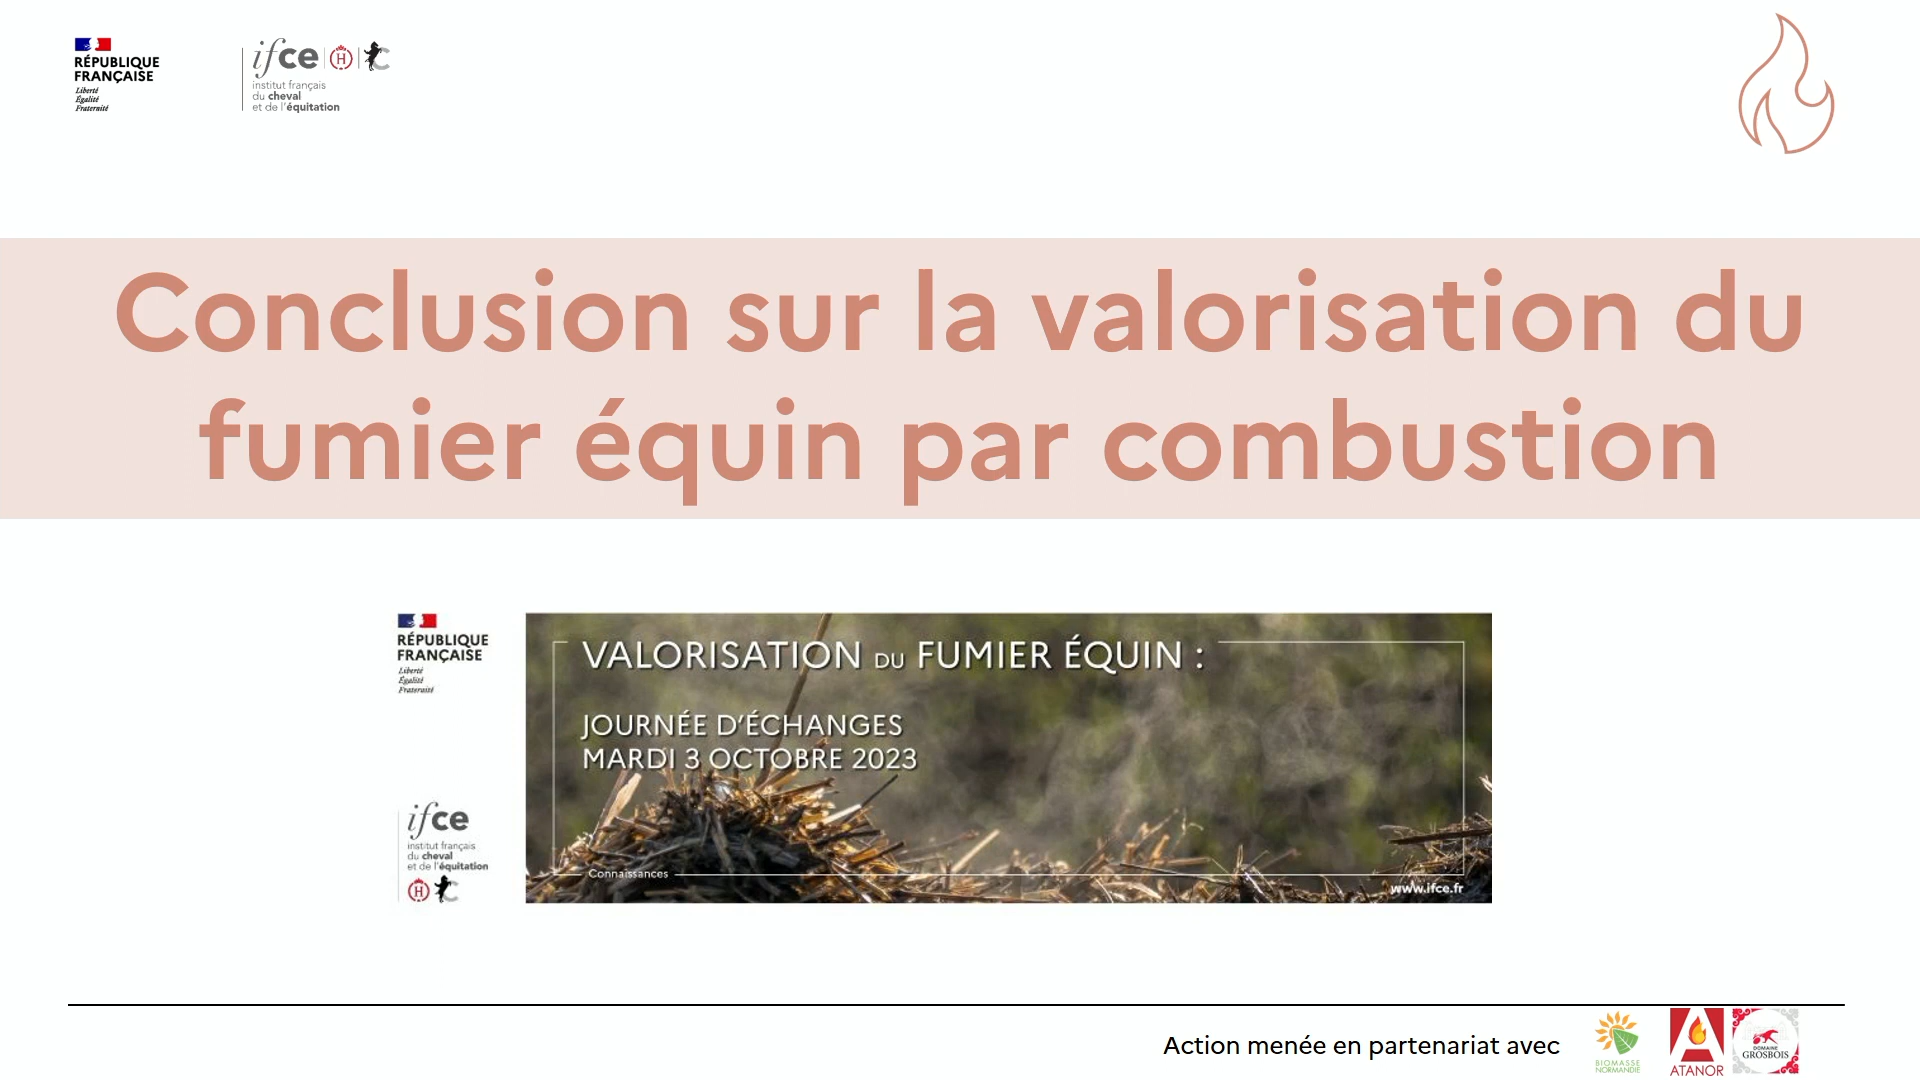 RÉPUBLIQUE
FRANÇAISE
Liberté
Égalité
Fraternité
ifce
H
institut français
du cheval
et de l'équitation
Conclusion sur la valorisation du
fumier équin par combustion
RÉPUBLIQUE
FRANÇAISE
Liberté
Égalité
Fraternité
ifce
institut français
du cheval
et de l'équitation
H
VALORISATION DU FUMIER ÉQUIN :
JOURNÉE D'ÉCHANGES
MARDI 3 OCTOBRE 2023
Connaissances
www.ifce.fr
Action menée en partenariat avec
BIOMASSE
NORMANDIE
A
ATANOR
DOMAINE
GROSBOIS